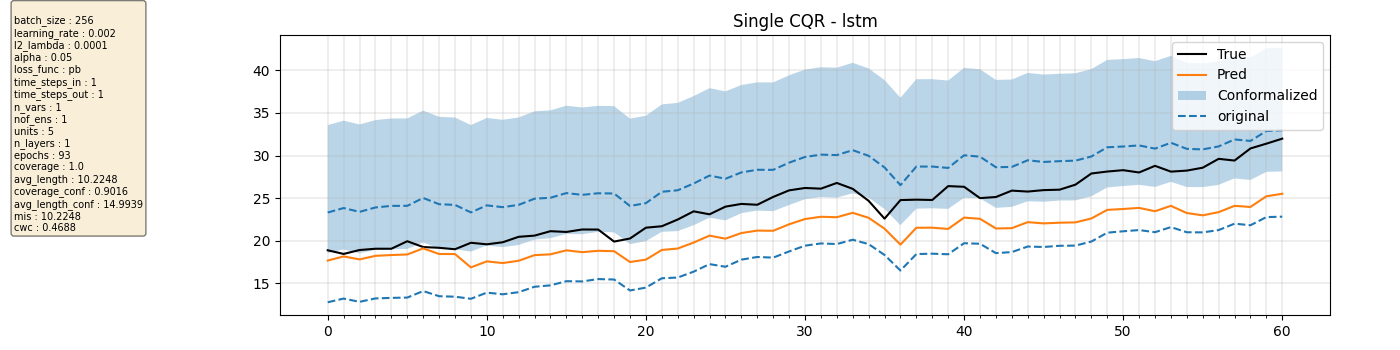 batch_size : 256
learning_rate : 0.002
l2_lambda : 0.0001
alpha : 0.05
loss_func : pb
time_steps_in : 1
time_steps_out : 1
n_vars : 1
nof_ens : 1
units : 5
n_layers : 1
epochs : 93
coverage : 1.0
avg_length : 10.2248
coverage_conf : 0.9016
avg_length_conf : 14.9939
mis : 10.2248
cwc : 0.4688
Single CQR - lstm
True
Pred
Conformalized
original
40
35
30
25
20
15
0 10 20 30 40 50 60